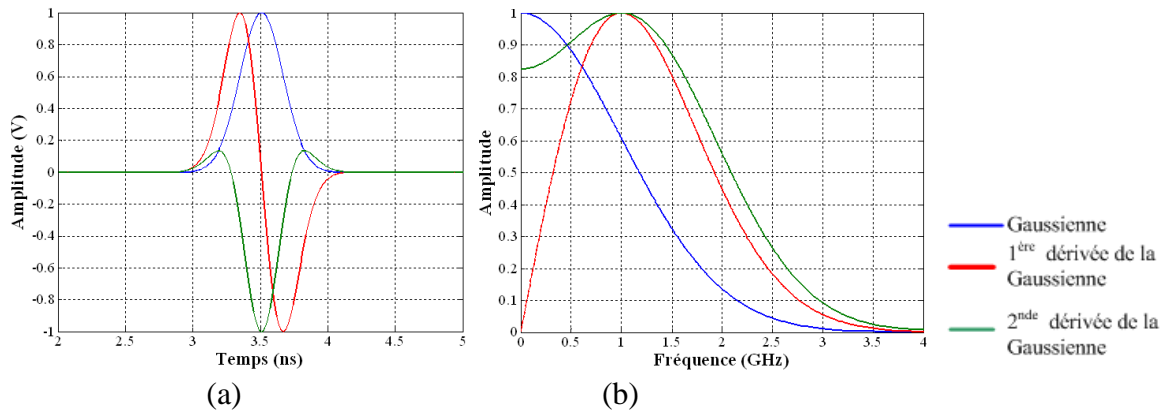 1
0.8
0.6
0.4
0.2
0
-0.2
-0.4
-0.6
-0.8
-1
Amplitude (V)
2 2.5 3 3.5 4 4.5 5
Temps (ns)
(a)
1
0.9
0.8
0.7
0.6
0.5
0.4
0.3
0.2
0.1
0
Amplitude
0 0.5 1 1.5 2 2.5 3 3.5 4
Fréquence (GHz)
(b)
Gaussienne
1ère dérivée de la
Gaussienne
2nde dérivée de la
Gaussienne